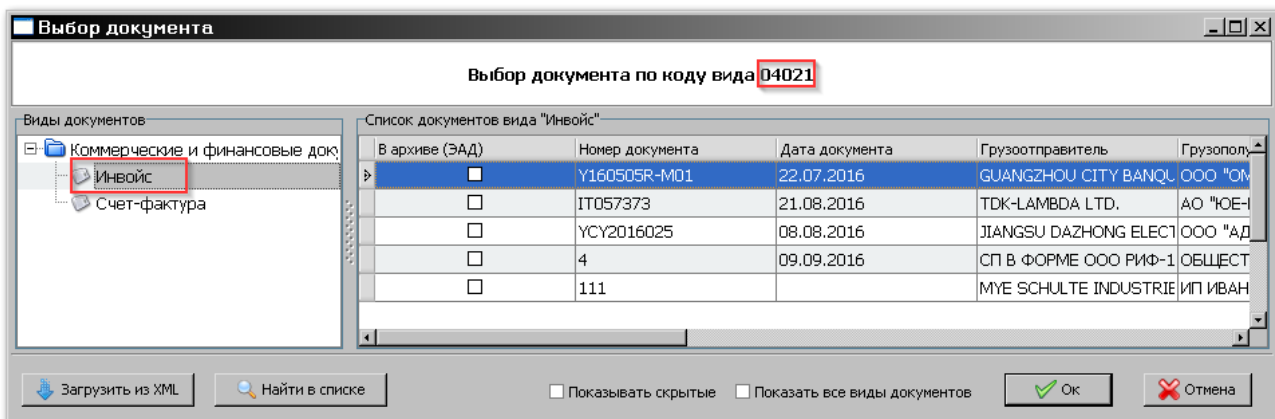 Выбор документа
Выбор документа по коду вида 04021
Виды документов
Коммерческие и финансовые док
Инвойс
Счет-фактура
Список документов вида "Инвойс"
В архиве (ЭАД) Номер документа Дата документа Грузоотправитель Грузополу
Y160505R-M01 22.07.2016 GUANGZHOU CITY BANQU ООО "ОМ
IT057373 21.08.2016 TDK-LAMBDA LTD. АО "ЮЕ-
YCY2016025 08.08.2016 JIANGSU DAZHONG ELECT ООО "АД
4 09.09.2016 СП В ФОРМЕ ООО РИФ-1 ОБЩЕСТ
111 MYE SCHULTE INDUSTRIE ИП ИВАН
Загрузить из XML Найти в списке Показывать скрытые Показать все виды документов Ок Отмена